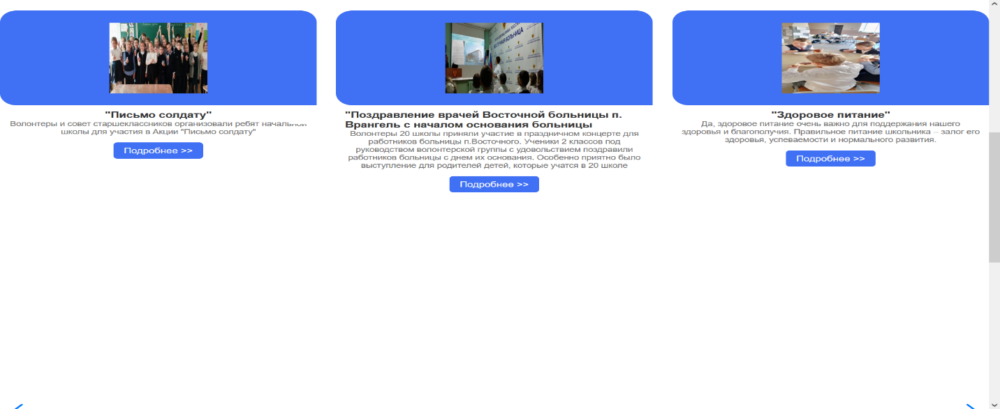 ВОСТОЧНАЯ БОЛЬНИЦА
"Письмо солдату"
Волонтеры и совет старшеклассников организовали ребят начальной
школы для участия в Акции "Письмо солдату"
Подробнее >>
"Поздравление врачей Восточной больницы п.
Врангель с началом основания больницы
Волонтеры 20 школы приняли участие в праздничном концерте для
работников больницы п.Восточного. Ученики 2 классов под
руководством волонтерской группы с удовольствием поздравили
работников больницы с днем их основания. Особенно приятно было
выступление для родителей детей, которые учатся в 20 школе
Подробнее >>
"Здоровое питание"
Да, здоровое питание очень важно для поддержания нашего
здоровья и благополучия. Правильное питание школьника – залог его
здоровья, успеваемости и нормального развития.
Подробнее >>